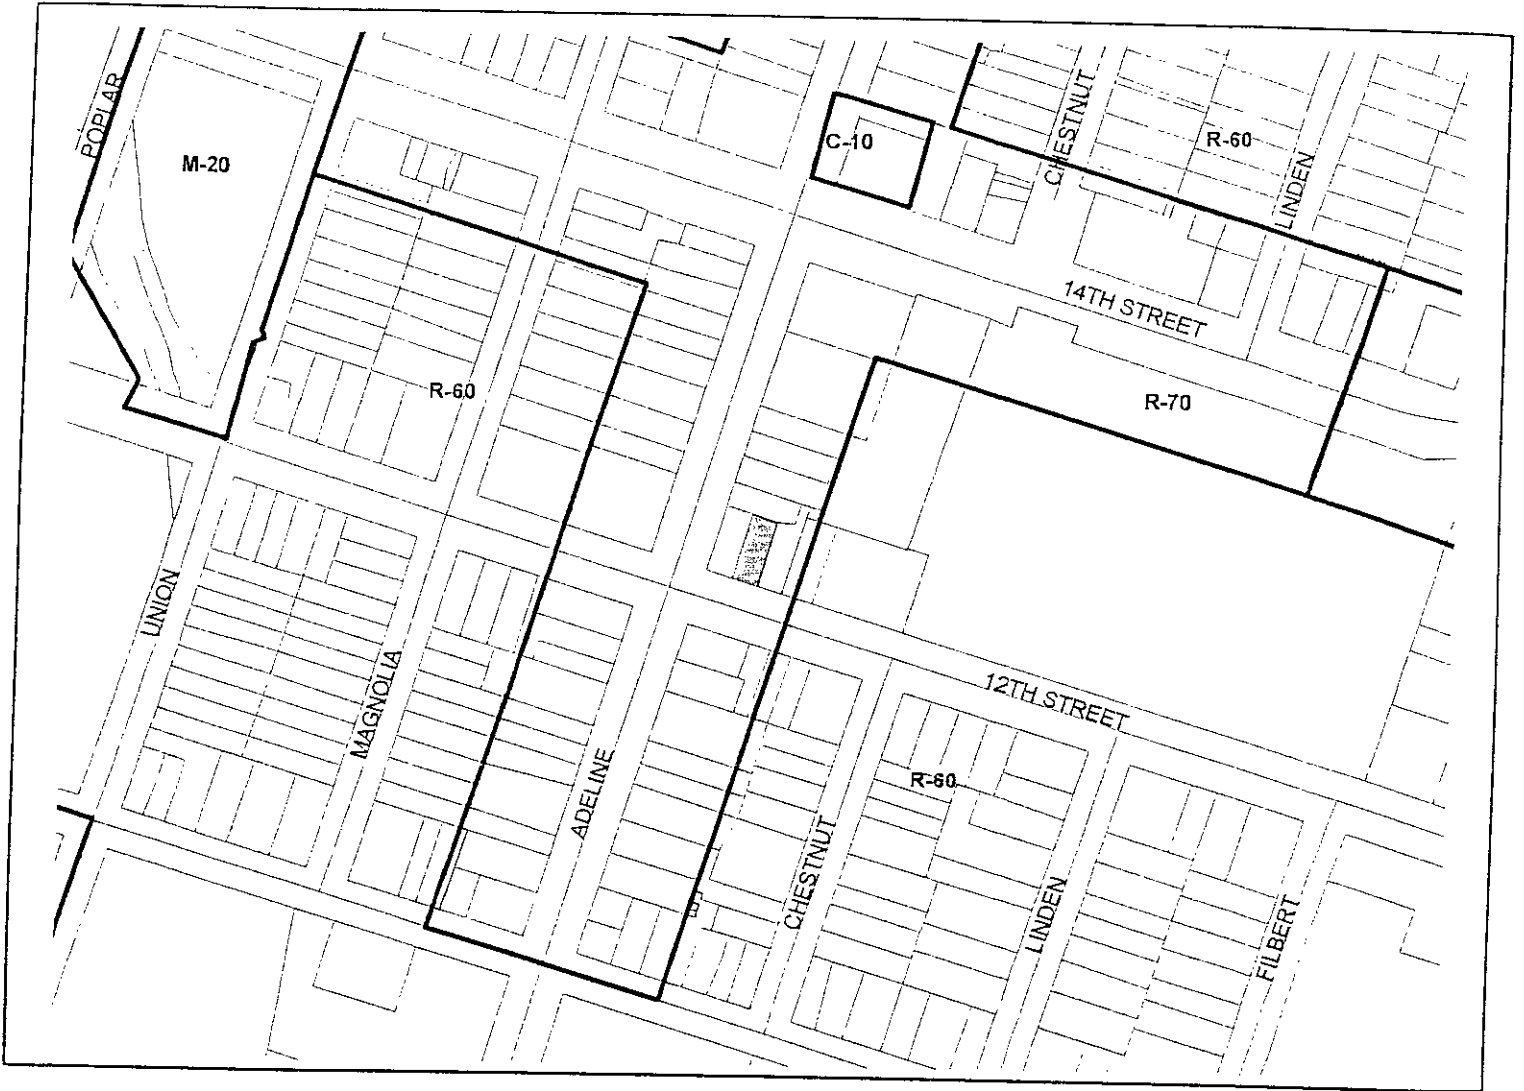 POPLAR
M-20
C-10
CHESTNUT
R-60
LINDEN
14TH STREET
R-60
R-70
UNION
MAGNOLIA
12TH STREET
ADELINE
R-60
CHESTNUT
LINDEN
FILBERT